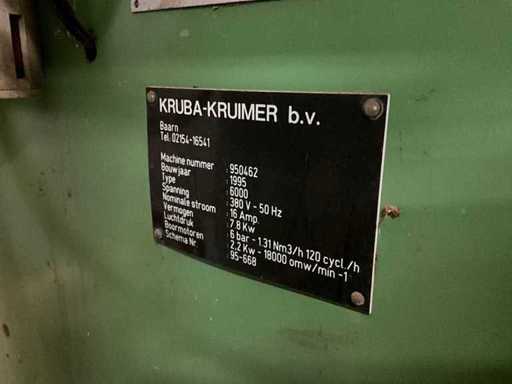 KRUBA-KRUIMER b.v.
Baarn
Tel. 02154-16541
Machine nummer : 950462
Bouwjaar : 1995
Type : 6000
Spanning : 380 V - 50 Hz
Nominale stroom : 16 Amp.
Vermogen : 7.8 Kw
Luchtdruk : 6 bar - 1.31 Nm3/h 120 cycl./h
Boormotoren : 2.2 Kw - 18000 omw/min -1
Schema Nr. : 95-668